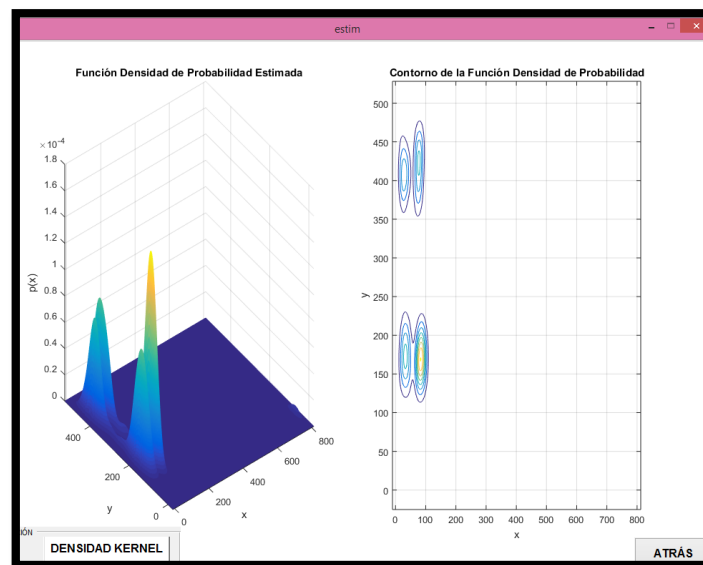 estim
Función Densidad de Probabilidad Estimada
×10⁻⁴
1.8
1.6
1.4
1.2
1
0.8
0.6
0.4
0.2
0
p(x)
400
200
0
y
0
200
400
600
800
x
Contorno de la Función Densidad de Probabilidad
500
450
400
350
300
250
200
150
100
50
0
y
0 100 200 300 400 500 600 700 800
x
IÓN
DENSIDAD KERNEL
ATRÁS